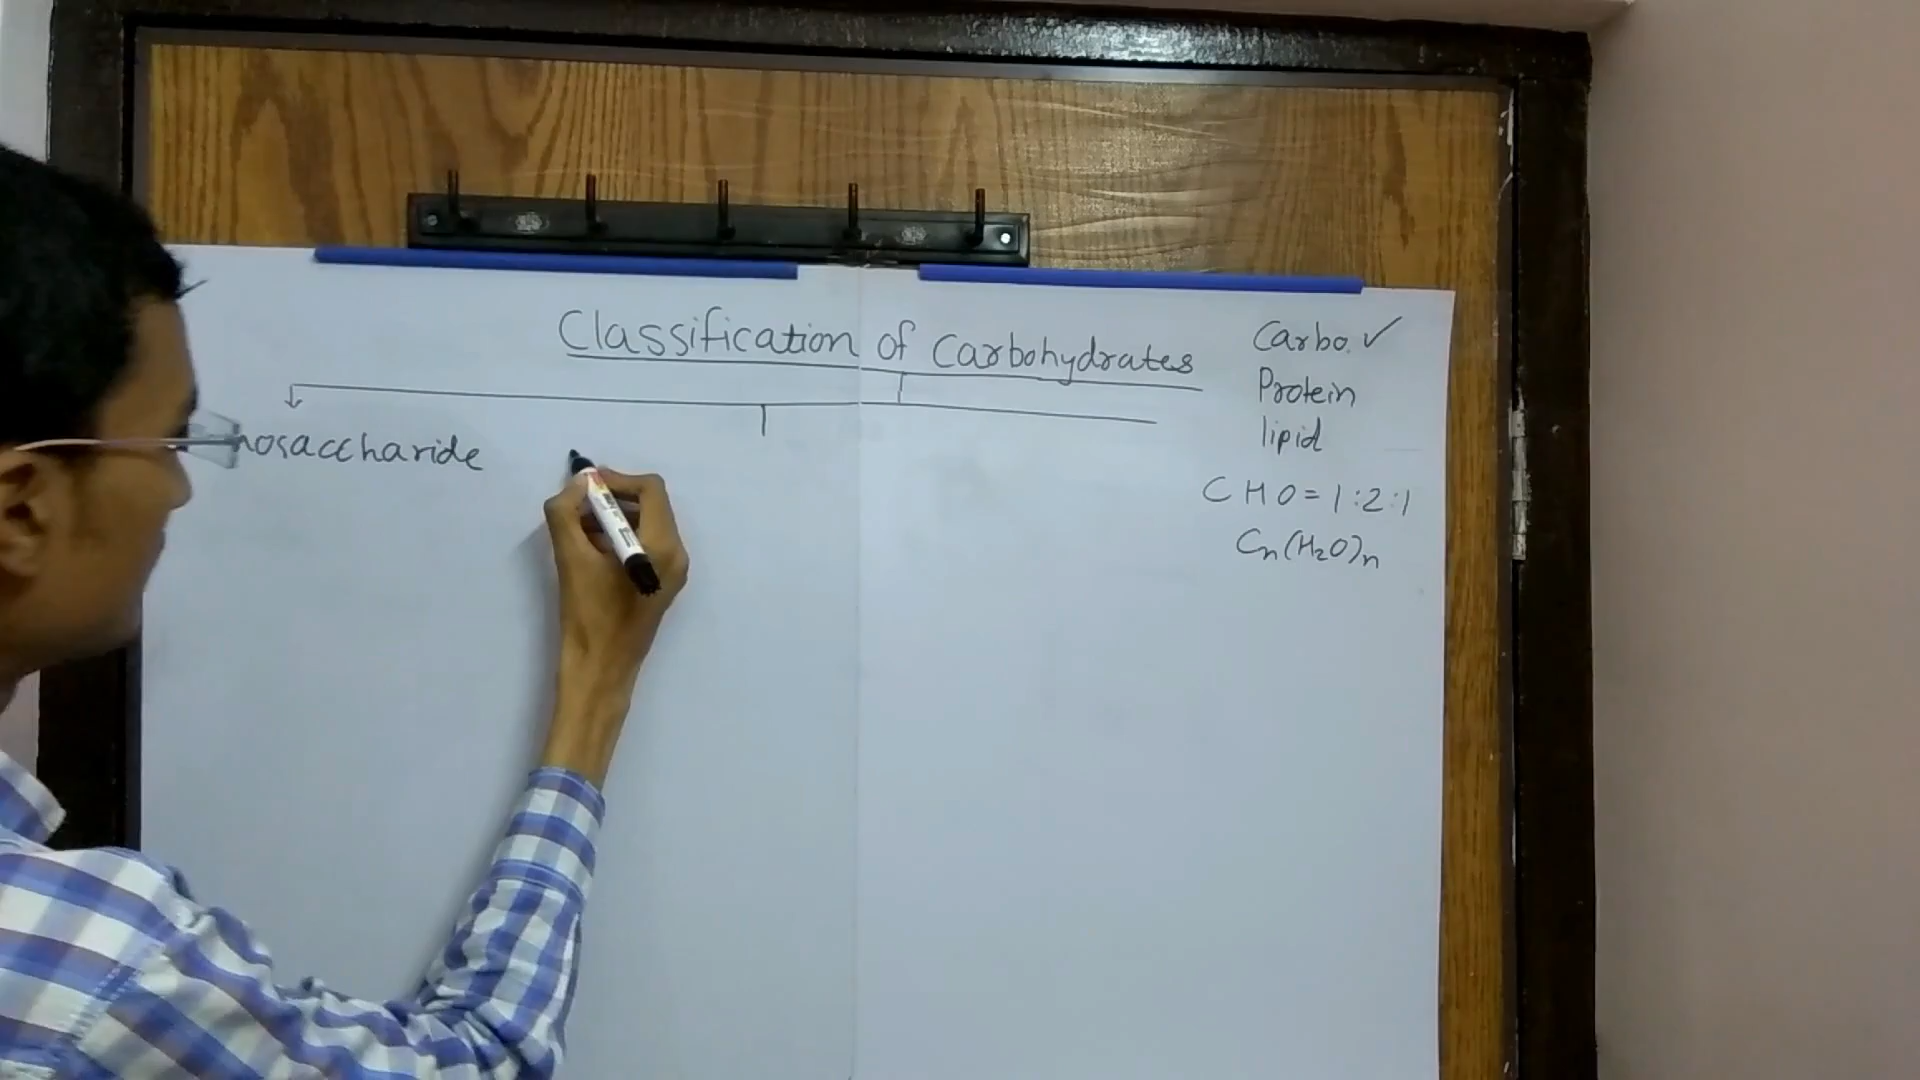 Classification of Carbohydrates
nosaccharide
Carbo. ✓
Protein
lipid
C H O = 1 : 2 : 1
Cn(H₂O)n